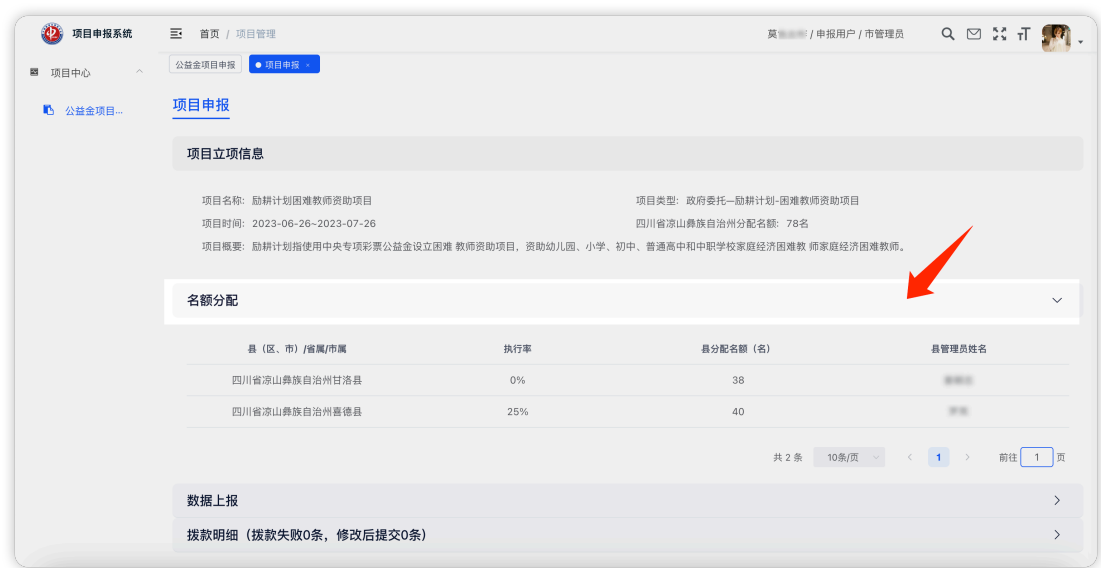 项目申报系统
首页 / 项目管理
莫 / 申报用户 / 市管理员
项目中心
公益金项目...
公益金项目申报
项目申报 ×
项目申报
项目立项信息
项目名称: 励耕计划困难教师资助项目
项目类型: 政府委托—励耕计划-困难教师资助项目
项目时间: 2023-06-26~2023-07-26
四川省凉山彝族自治州分配名额: 78名
项目概要: 励耕计划指使用中央专项彩票公益金设立困难 教师资助项目，资助幼儿园、小学、初中、普通高中和中职学校家庭经济困难教 师家庭经济困难教师。
名额分配
县（区、市）/省属/市属 执行率 县分配名额（名） 县管理员姓名
四川省凉山彝族自治州甘洛县 0% 38
四川省凉山彝族自治州喜德县 25% 40
共 2 条 10条/页 1 前往 1 页
数据上报
拨款明细（拨款失败0条，修改后提交0条）